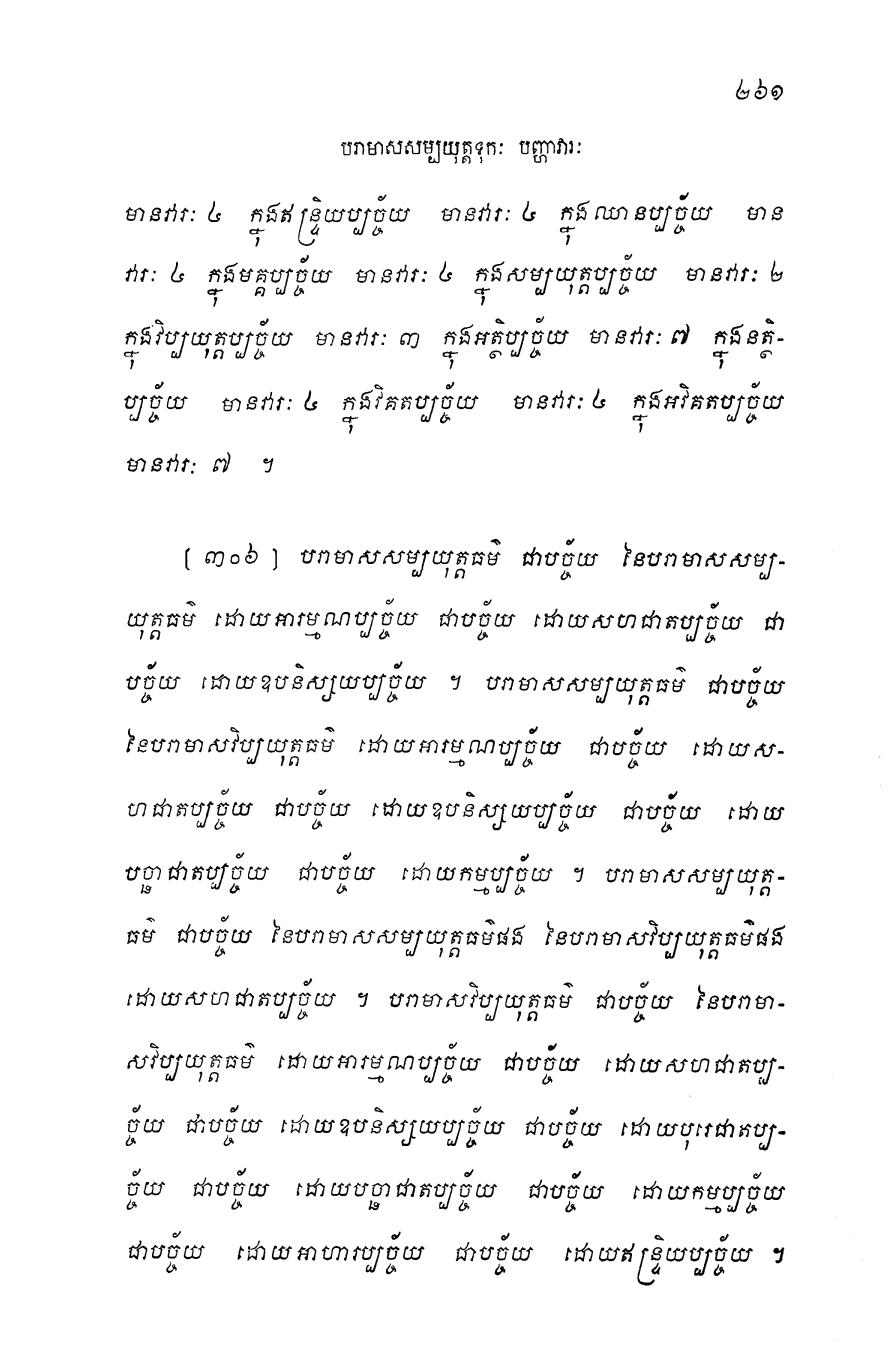 ២៦១
បរាមាសសម្បយុត្តទុកៈ បញ្ហាវារៈ
មានវារៈ ៤ ក្នុងឥន្ទ្រិយប្បច្ច័យ មានវារៈ ៤ ក្នុងឈានប្បច្ច័យ មាន
វារៈ ៤ ក្នុងមគ្គប្បច្ច័យ មានវារៈ ៤ ក្នុងសម្បយុត្តប្បច្ច័យ មានវារៈ ២
ក្នុងវិប្បយុត្តប្បច្ច័យ មានវារៈ ៣ ក្នុងអត្ថិប្បច្ច័យ មានវារៈ ៧ ក្នុងនត្ថិ-
ប្បច្ច័យ មានវារៈ ៤ ក្នុងវិគតប្បច្ច័យ មានវារៈ ៤ ក្នុងអវិគតប្បច្ច័យ
មានវារៈ ៧ ។
[ ៣០៦ ] បរាមាសសម្បយុត្តធម៌ ជាបច្ច័យ នៃបរាមាសសម្ប-
យុត្តធម៌ ដោយអារម្មណប្បច្ច័យ ជាបច្ច័យ ដោយសហជាតប្បច្ច័យ ជា
បច្ច័យ ដោយឧបនិស្សយប្បច្ច័យ ។ បរាមាសសម្បយុត្តធម៌ ជាបច្ច័យ
នៃបរាមាសវិប្បយុត្តធម៌ ដោយអារម្មណប្បច្ច័យ ជាបច្ច័យ ដោយស-
ហជាតប្បច្ច័យ ជាបច្ច័យ ដោយឧបនិស្សយប្បច្ច័យ ជាបច្ច័យ ដោយ
បច្ឆាជាតប្បច្ច័យ ជាបច្ច័យ ដោយកម្មប្បច្ច័យ ។ បរាមាសសម្បយុត្ត-
ធម៌ ជាបច្ច័យ នៃបរាមាសសម្បយុត្តធម៌ផង នៃបរាមាសវិប្បយុត្តធម៌ផង
ដោយសហជាតប្បច្ច័យ ។ បរាមាសវិប្បយុត្តធម៌ ជាបច្ច័យ នៃបរាមា-
សវិប្បយុត្តធម៌ ដោយអារម្មណប្បច្ច័យ ជាបច្ច័យ ដោយសហជាតប្ប-
ច្ច័យ ជាបច្ច័យ ដោយឧបនិស្សយប្បច្ច័យ ជាបច្ច័យ ដោយបុរេជាតប្ប-
ច្ច័យ ជាបច្ច័យ ដោយបច្ឆាជាតប្បច្ច័យ ជាបច្ច័យ ដោយកម្មប្បច្ច័យ
ជាបច្ច័យ ដោយអាហារប្បច្ច័យ ជាបច្ច័យ ដោយឥន្ទ្រិយប្បច្ច័យ ។